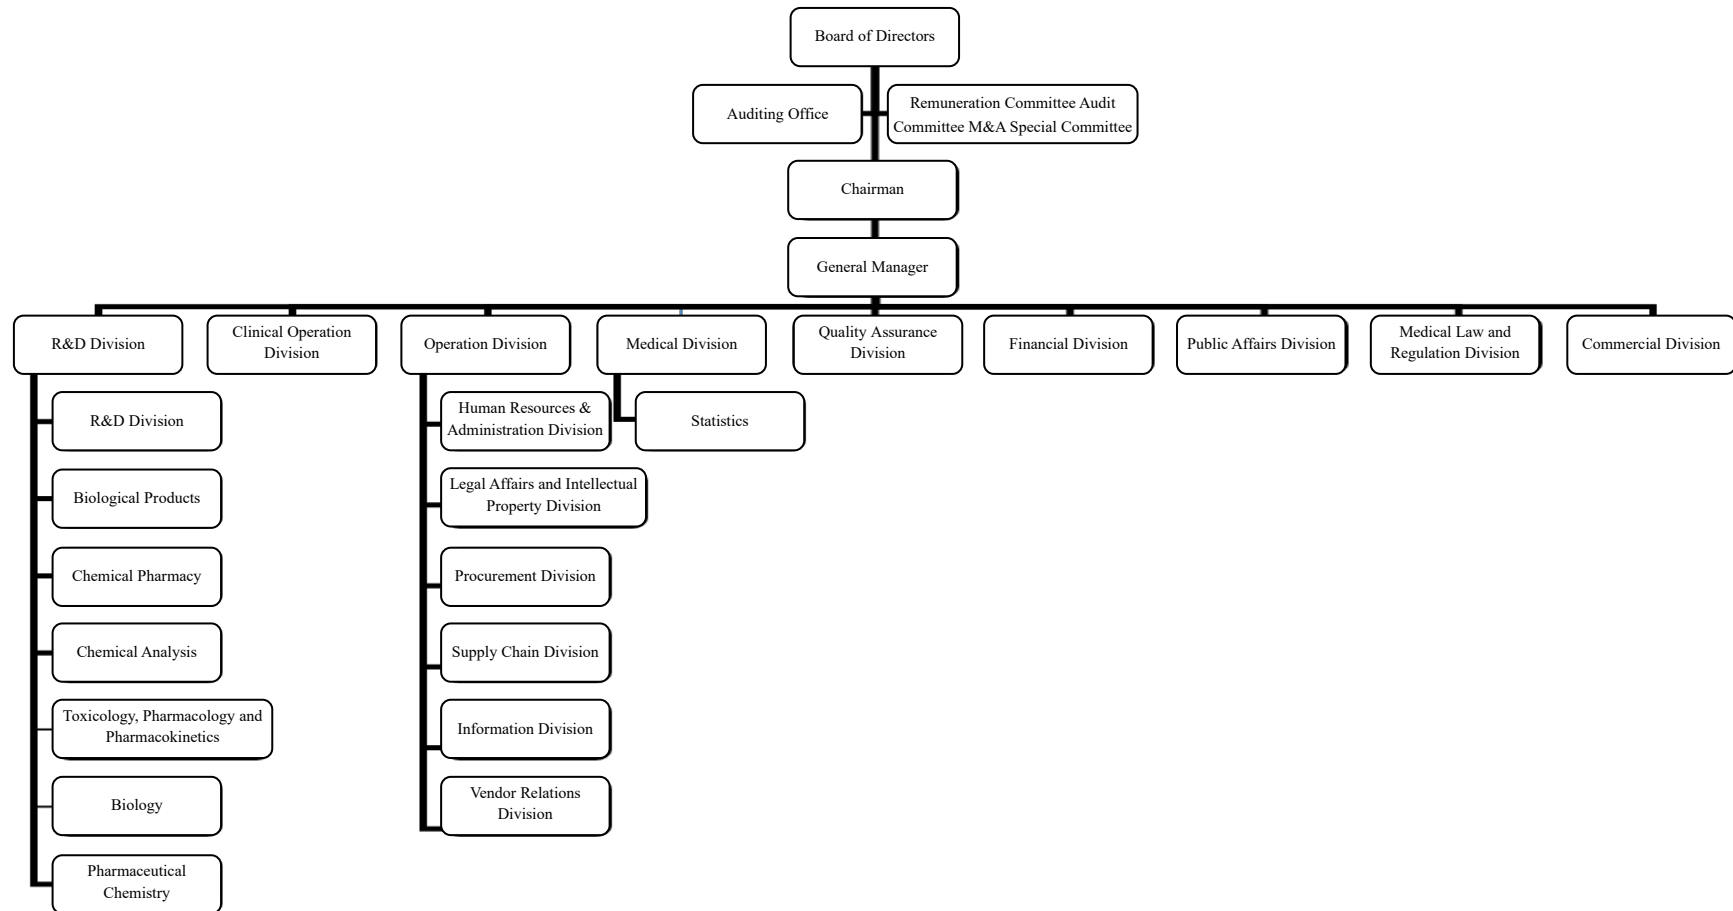 Board of Directors
Auditing Office
Remuneration Committee Audit
Committee M&A Special Committee
Chairman
General Manager
R&D Division
Clinical Operation
Division
Operation Division
Medical Division
Quality Assurance
Division
Financial Division
Public Affairs Division
Medical Law and
Regulation Division
Commercial Division
R&D Division
Biological Products
Chemical Pharmacy
Chemical Analysis
Toxicology, Pharmacology and
Pharmacokinetics
Biology
Pharmaceutical
Chemistry
Human Resources &
Administration Division
Legal Affairs and Intellectual
Property Division
Procurement Division
Supply Chain Division
Information Division
Vendor Relations
Division
Statistics